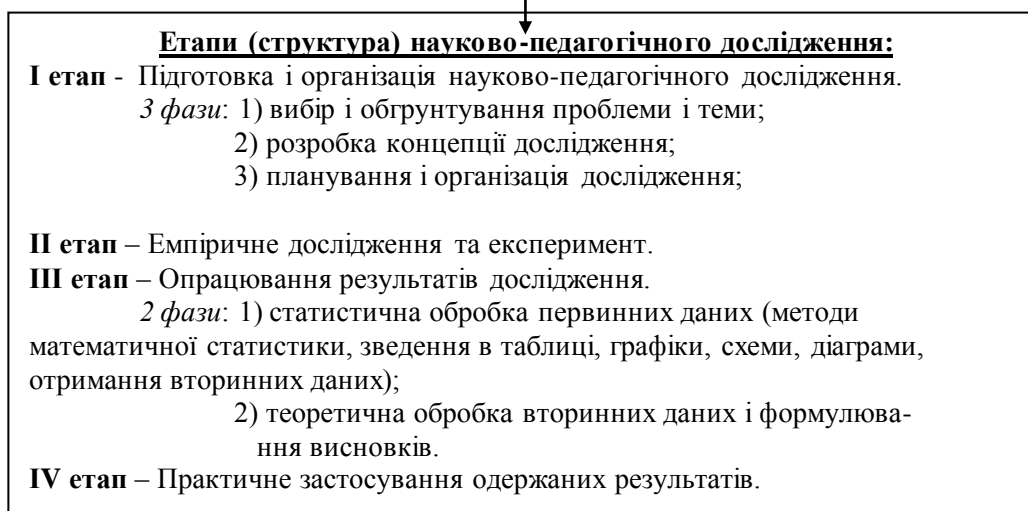 Етапи (структура) науково-педагогічного дослідження:
І етап - Підготовка і організація науково-педагогічного дослідження.
3 фази: 1) вибір і обгрунтування проблеми і теми;
2) розробка концепції дослідження;
3) планування і організація дослідження;
ІІ етап – Емпіричне дослідження та експеримент.
ІІІ етап – Опрацювання результатів дослідження.
2 фази: 1) статистична обробка первинних даних (методи
математичної статистики, зведення в таблиці, графіки, схеми, діаграми,
отримання вторинних даних);
2) теоретична обробка вторинних даних і формулюва-
ння висновків.
IV етап – Практичне застосування одержаних результатів.